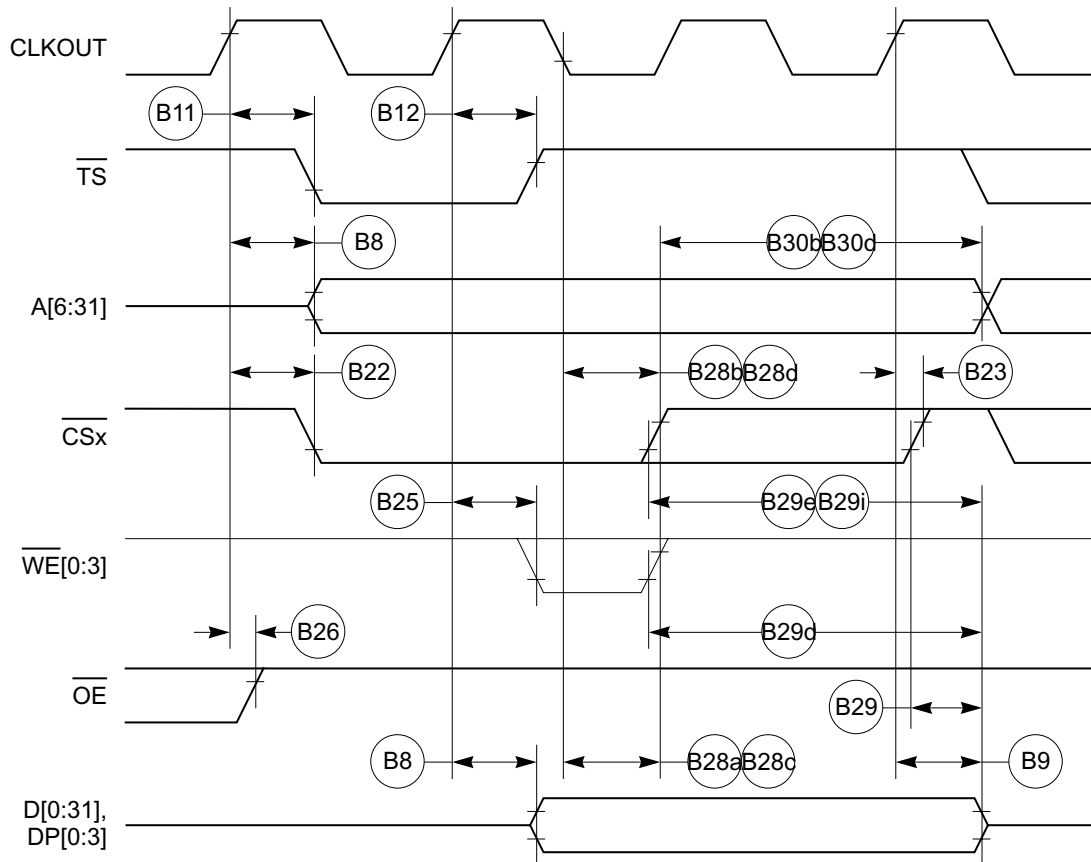 CLKOUT
B11
B12
TS
B8
B30b B30d
A[6:31]
B22
B28b B28d
B23
CSx
B25
B29e B29i
WE[0:3]
B26
B29d
OE
B29
B8
B28a B28c
B9
D[0:31],
DP[0:3]